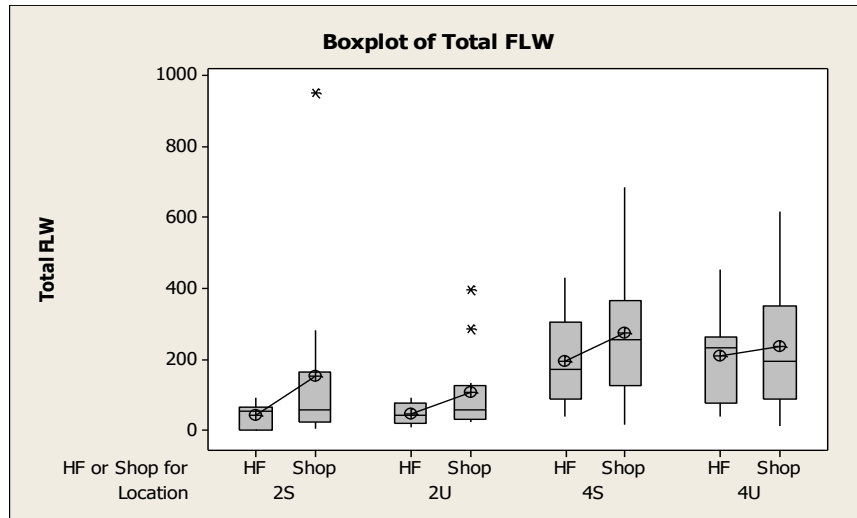 Boxplot of Total FLW
Total FLW
1000
800
600
400
200
0
HF or Shop for HF Shop HF Shop HF Shop HF Shop
Location 2S 2U 4S 4U